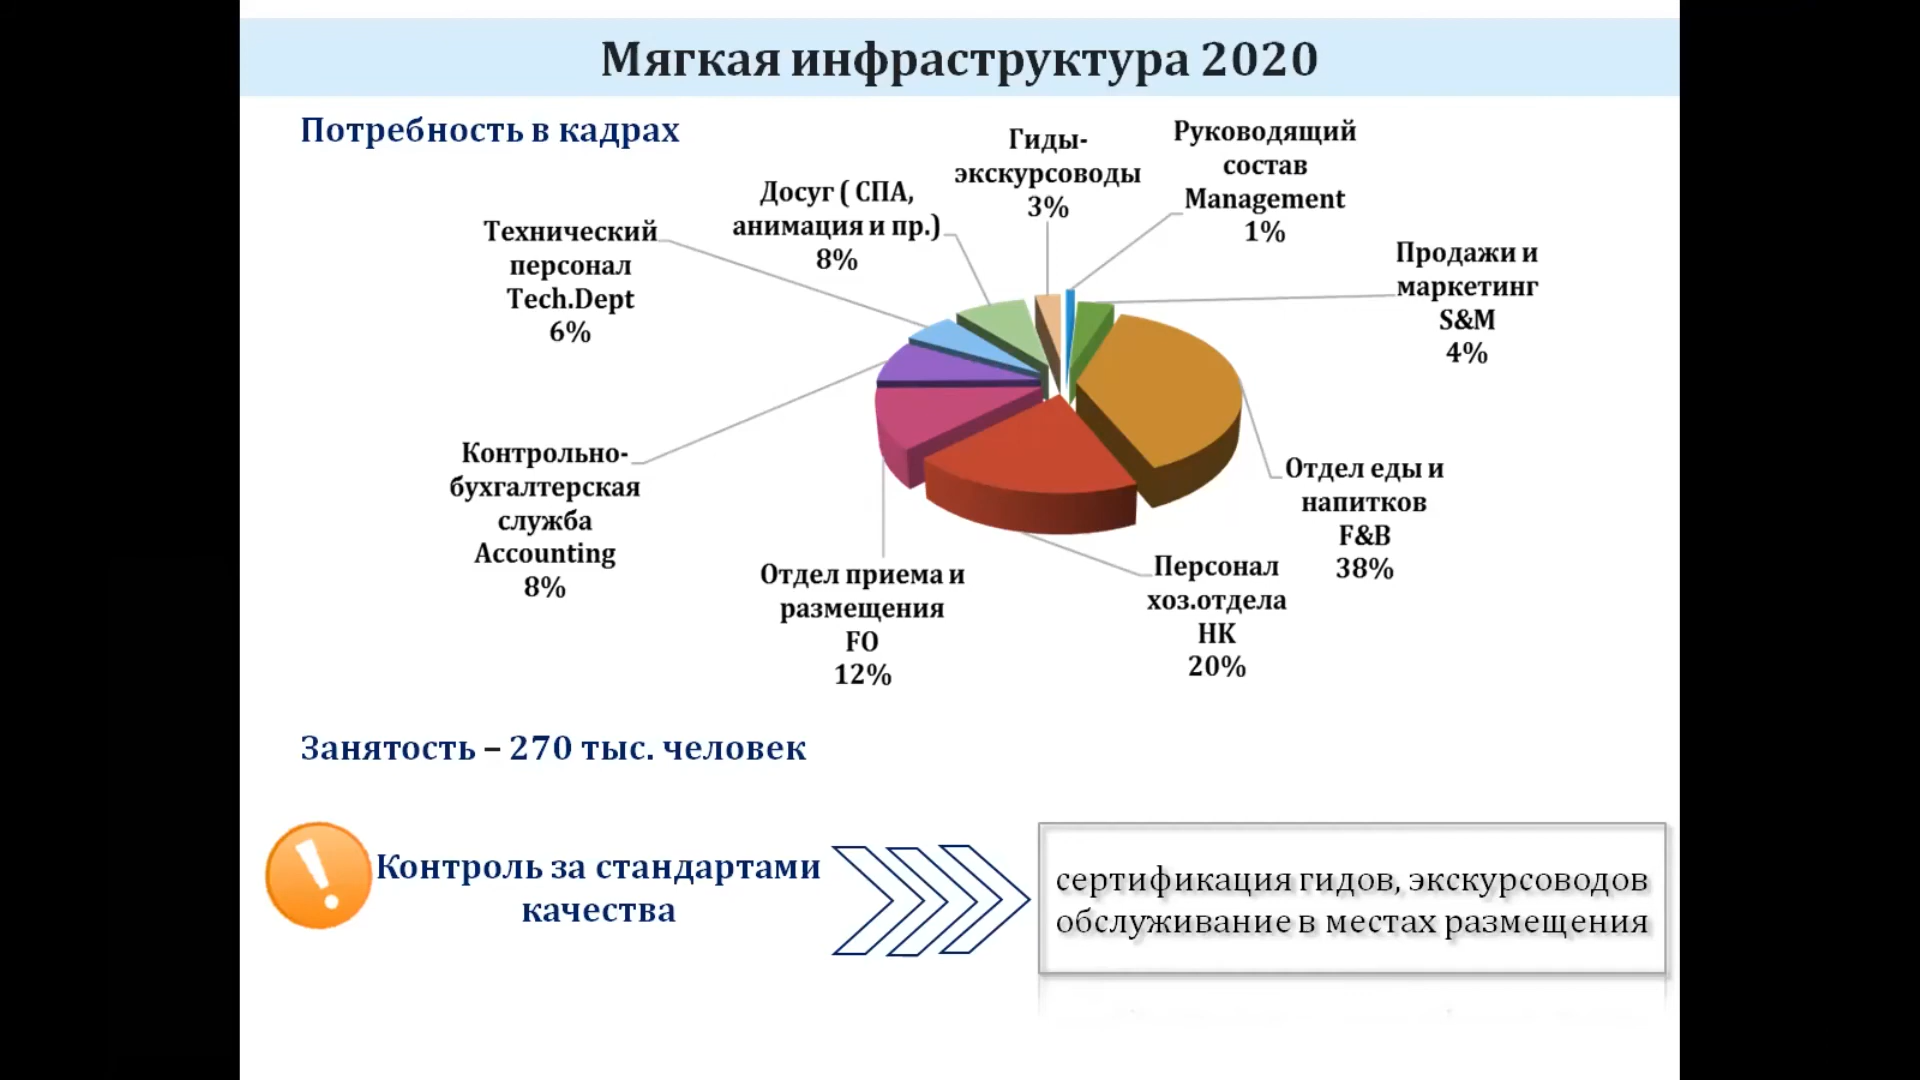 Мягкая инфраструктура 2020
Потребность в кадрах
Гиды-
экскурсоводы
3%
Руководящий
состав
Management
1%
Досуг ( СПА,
анимация и пр.)
8%
Технический
персонал
Tech.Dept
6%
Продажи и
маркетинг
S&M
4%
Контрольно-
бухгалтерская
служба
Accounting
8%
Отдел еды и
напитков
F&B
38%
Отдел приема и
размещения
FO
12%
Персонал
хоз.отдела
НК
20%
Занятость – 270 тыс. человек
Контроль за стандартами
качества
сертификация гидов, экскурсоводов
обслуживание в местах размещения